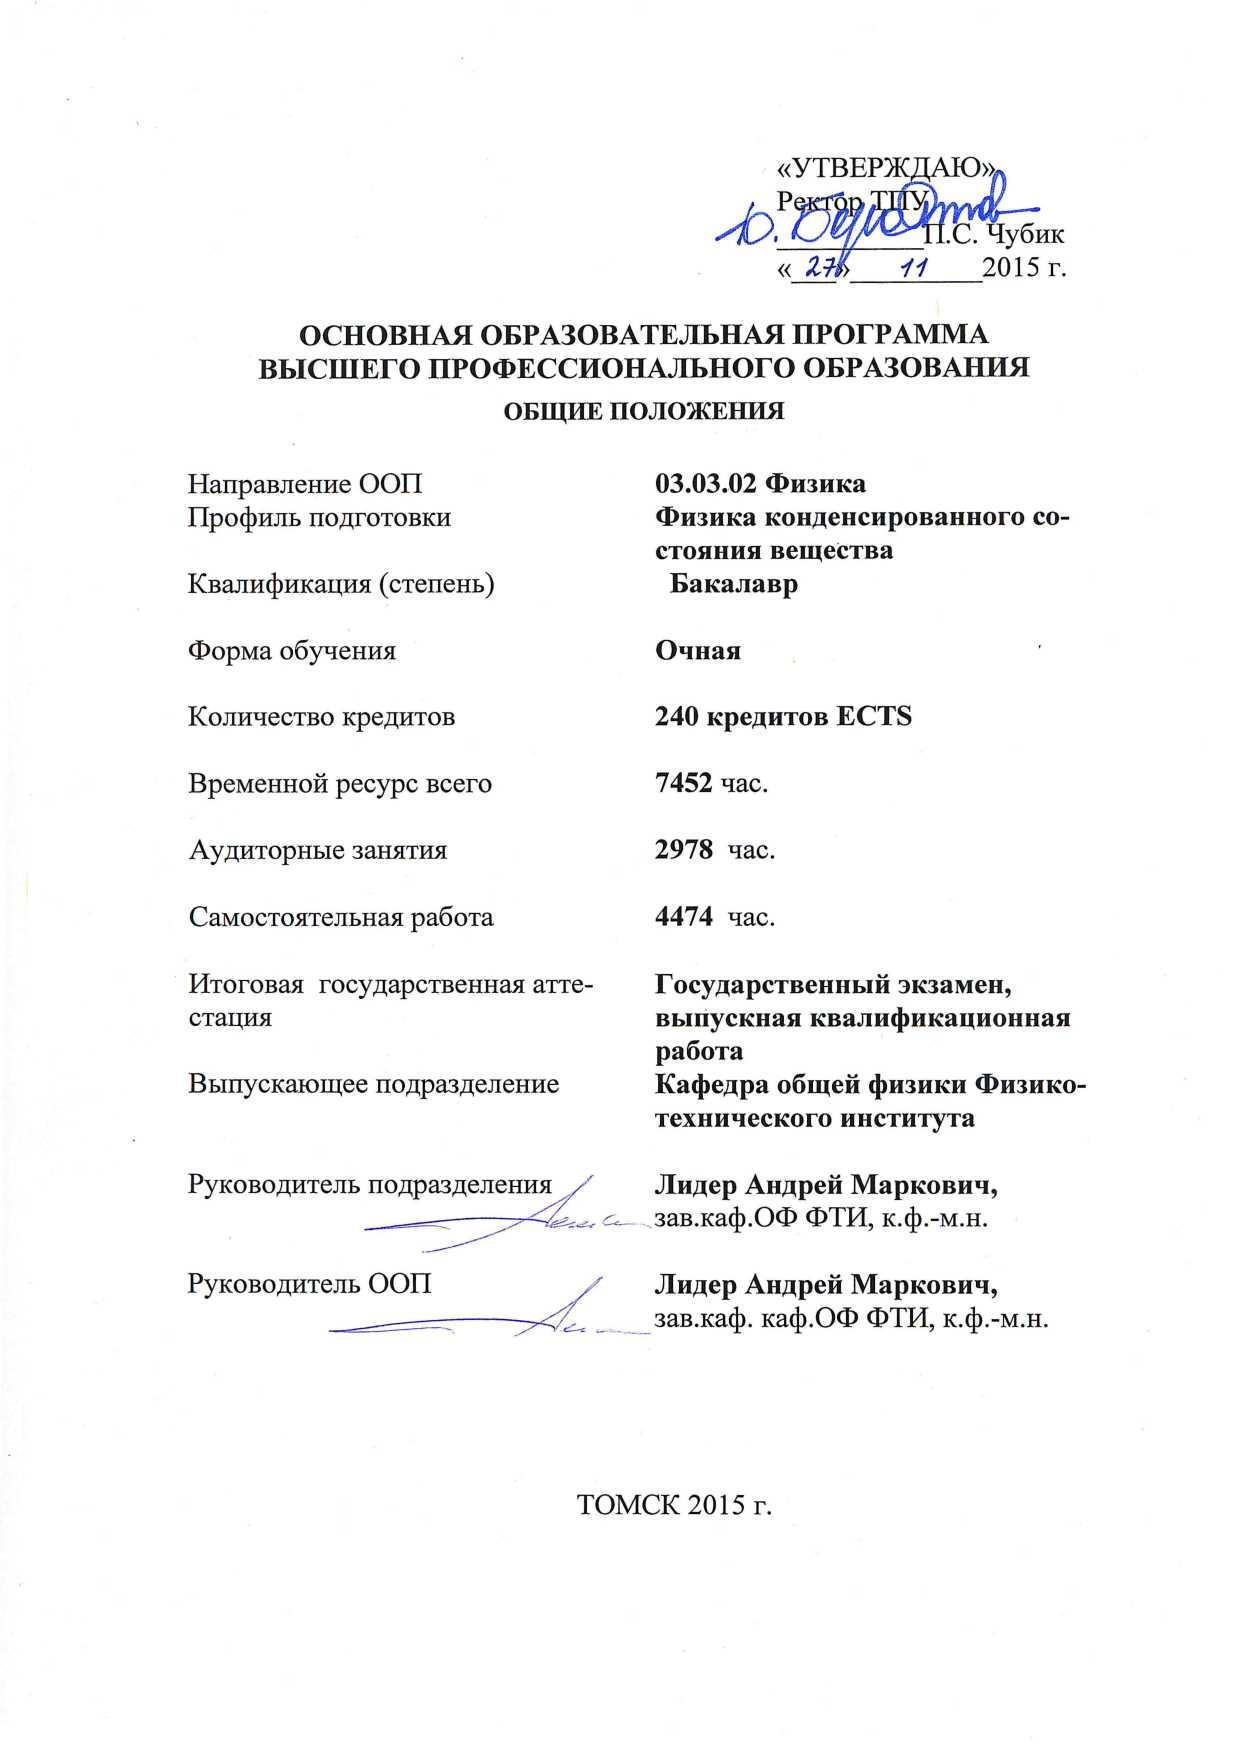 «УТВЕРЖДАЮ»
Ректор ТПУ
П.С. Чубик
«27» 11 2015 г.
ОСНОВНАЯ ОБРАЗОВАТЕЛЬНАЯ ПРОГРАММА
ВЫСШЕГО ПРОФЕССИОНАЛЬНОГО ОБРАЗОВАНИЯ
ОБЩИЕ ПОЛОЖЕНИЯ
Направление ООП 03.03.02 Физика
Профиль подготовки Физика конденсированного со-
стояния вещества
Квалификация (степень) Бакалавр
Форма обучения Очная
Количество кредитов 240 кредитов ECTS
Временной ресурс всего 7452 час.
Аудиторные занятия 2978 час.
Самостоятельная работа 4474 час.
Итоговая государственная атте- Государственный экзамен,
стация выпускная квалификационная
работа
Выпускающее подразделение Кафедра общей физики Физико-
технического института
Руководитель подразделения Лидер Андрей Маркович,
зав.каф.ОФ ФТИ, к.ф.-м.н.
Руководитель ООП Лидер Андрей Маркович,
зав.каф. каф.ОФ ФТИ, к.ф.-м.н.
ТОМСК 2015 г.